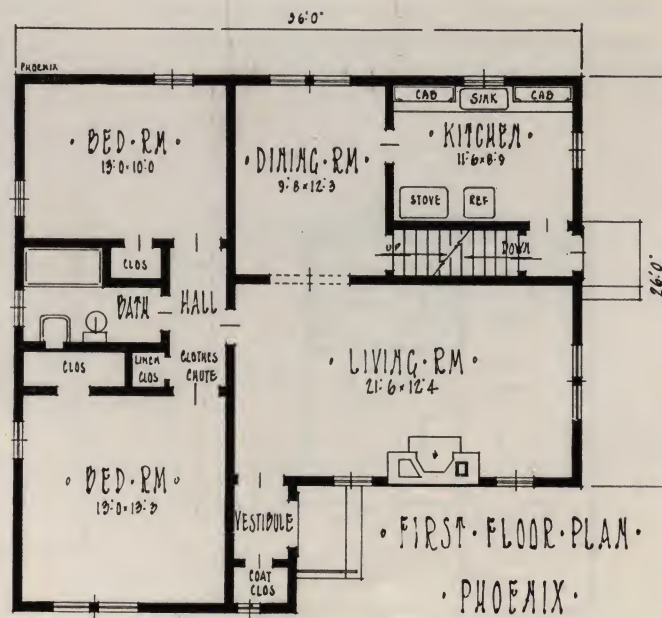 36'-0"
PHOENIX
CAB
SINK
CAB
· BED·RM ·
13'-0×10'-0
· DINING·RM ·
9'-8×12'-3
· KITCHEN ·
11'-6×8'-9
STOVE
REF
UP
DOWN
26'-0"
CLOS
BATH
HALL
CLOS
LINEN
CLOS
CLOTHES
CHUTE
· LIVING·RM ·
21'-6×12'-4
· BED·RM ·
13'-0×13'-3
VESTIBULE
COAT
CLOS
· FIRST·FLOOR·PLAN ·
· PHOENIX ·